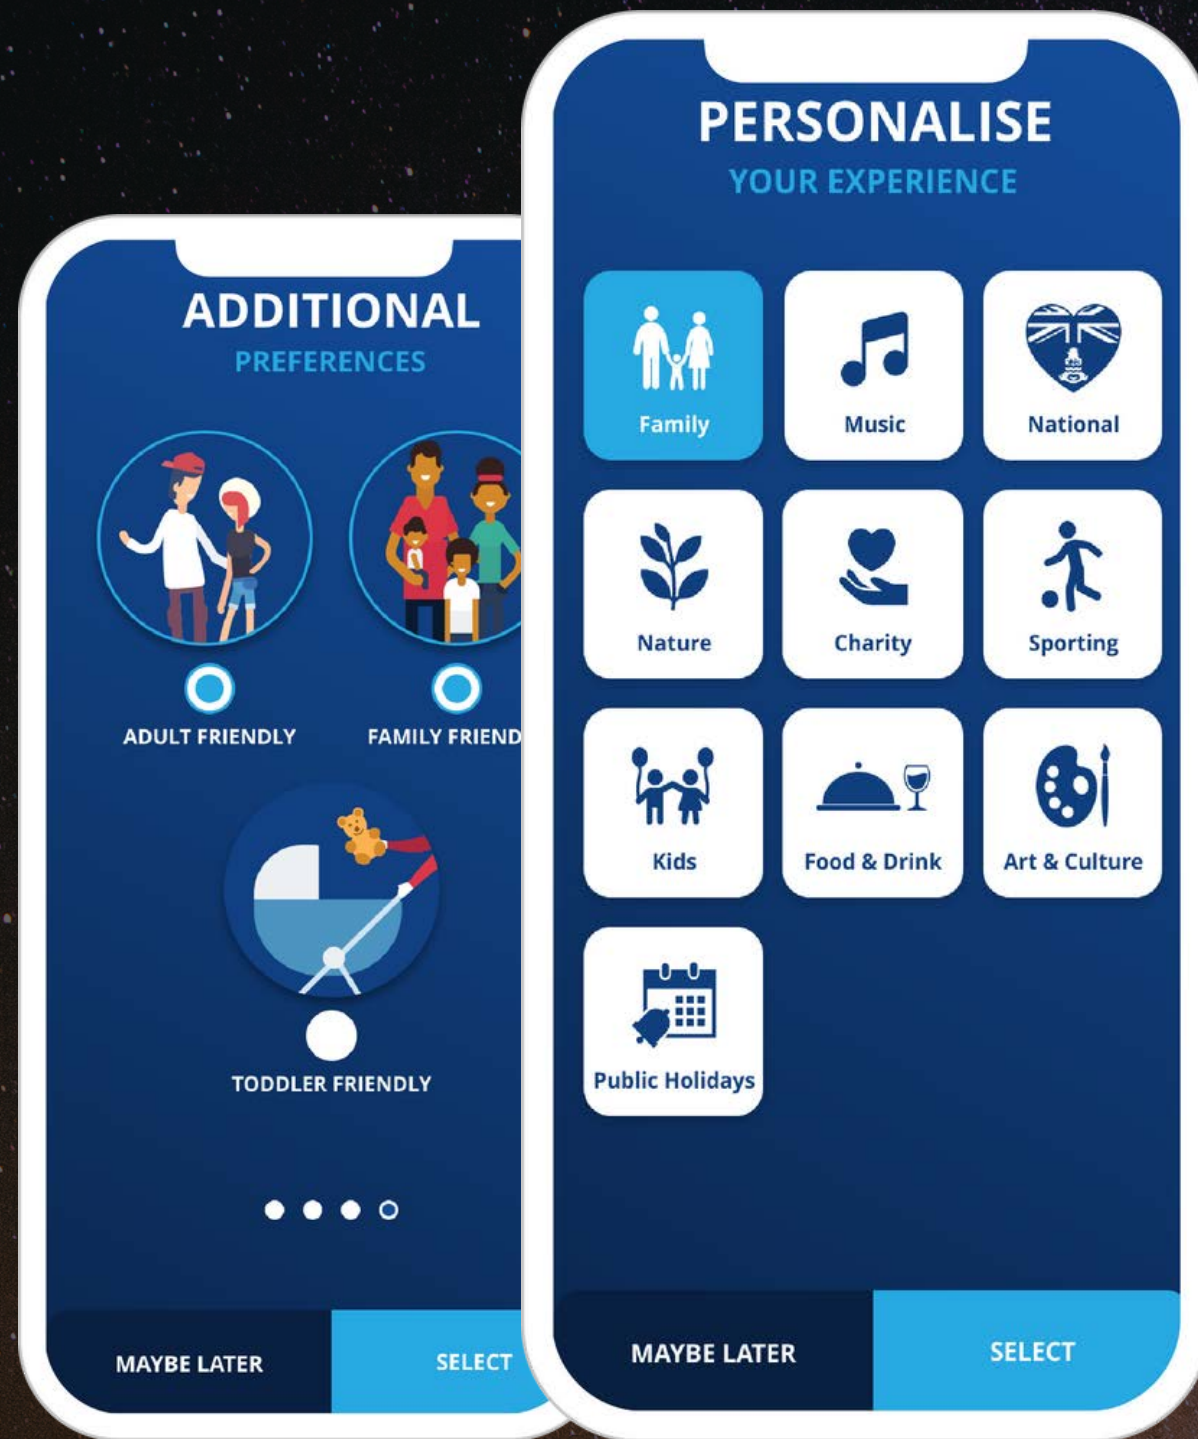 ADDITIONAL
PREFERENCES
ADULT FRIENDLY
FAMILY FRIEND
TODDLER FRIENDLY
MAYBE LATER
SELECT
PERSONALISE
YOUR EXPERIENCE
Family
Music
National
Nature
Charity
Sporting
Kids
Food & Drink
Art & Culture
Public Holidays
MAYBE LATER
SELECT